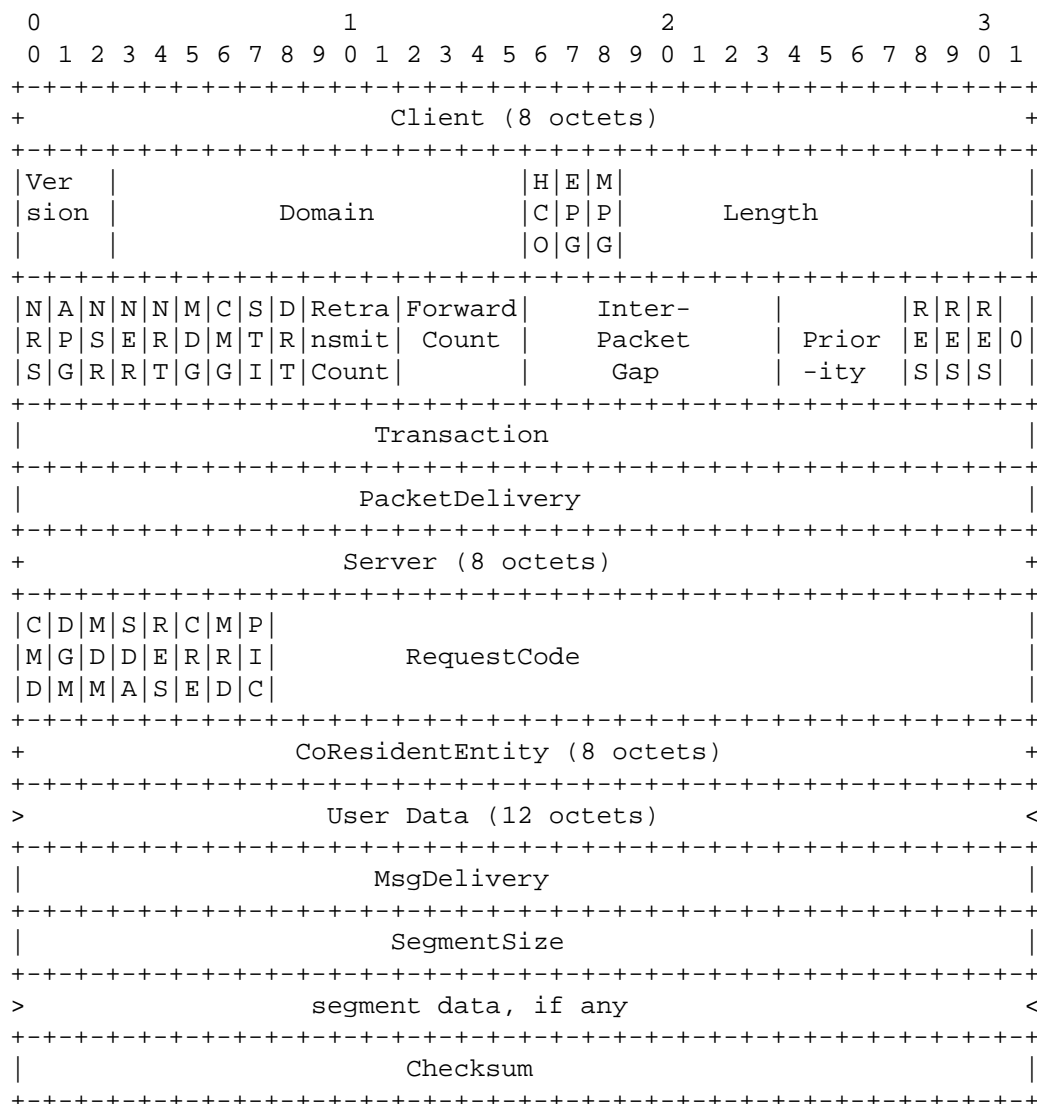 0                   1                   2                   3
 0 1 2 3 4 5 6 7 8 9 0 1 2 3 4 5 6 7 8 9 0 1 2 3 4 5 6 7 8 9 0 1
+-+-+-+-+-+-+-+-+-+-+-+-+-+-+-+-+-+-+-+-+-+-+-+-+-+-+-+-+-+-+-+-+
+                       Client (8 octets)                       +
+-+-+-+-+-+-+-+-+-+-+-+-+-+-+-+-+-+-+-+-+-+-+-+-+-+-+-+-+-+-+-+-+
|Ver  |                         |H|E|M|                         |
|sion |          Domain         |C|P|P|      Length             |
|     |                         |O|G|G|                         |
+-+-+-+-+-+-+-+-+-+-+-+-+-+-+-+-+-+-+-+-+-+-+-+-+-+-+-+-+-+-+-+-+
|N|A|N|N|N|M|C|S|D|Retra|Forward|    Inter-     |       |R|R|R| |
|R|P|S|E|R|D|M|T|R|nsmit| Count |    Packet     | Prior |E|E|E|0|
|S|G|R|R|T|G|G|I|T|Count|       |     Gap       | -ity  |S|S|S| |
+-+-+-+-+-+-+-+-+-+-+-+-+-+-+-+-+-+-+-+-+-+-+-+-+-+-+-+-+-+-+-+-+
|                      Transaction                              |
+-+-+-+-+-+-+-+-+-+-+-+-+-+-+-+-+-+-+-+-+-+-+-+-+-+-+-+-+-+-+-+-+
|                     PacketDelivery                            |
+-+-+-+-+-+-+-+-+-+-+-+-+-+-+-+-+-+-+-+-+-+-+-+-+-+-+-+-+-+-+-+-+
+                    Server (8 octets)                          +
+-+-+-+-+-+-+-+-+-+-+-+-+-+-+-+-+-+-+-+-+-+-+-+-+-+-+-+-+-+-+-+-+
|C|D|M|S|R|C|M|P|                                               |
|M|G|D|D|E|R|R|I|        RequestCode                            |
|D|M|M|A|S|E|D|C|                                               |
+-+-+-+-+-+-+-+-+-+-+-+-+-+-+-+-+-+-+-+-+-+-+-+-+-+-+-+-+-+-+-+-+
+                 CoResidentEntity (8 octets)                   +
+-+-+-+-+-+-+-+-+-+-+-+-+-+-+-+-+-+-+-+-+-+-+-+-+-+-+-+-+-+-+-+-+
>                   User Data (12 octets)                       <
+-+-+-+-+-+-+-+-+-+-+-+-+-+-+-+-+-+-+-+-+-+-+-+-+-+-+-+-+-+-+-+-+
|                      MsgDelivery                              |
+-+-+-+-+-+-+-+-+-+-+-+-+-+-+-+-+-+-+-+-+-+-+-+-+-+-+-+-+-+-+-+-+
|                       SegmentSize                             |
+-+-+-+-+-+-+-+-+-+-+-+-+-+-+-+-+-+-+-+-+-+-+-+-+-+-+-+-+-+-+-+-+
>                  segment data, if any                         <
+-+-+-+-+-+-+-+-+-+-+-+-+-+-+-+-+-+-+-+-+-+-+-+-+-+-+-+-+-+-+-+-+
|                        Checksum                               |
+-+-+-+-+-+-+-+-+-+-+-+-+-+-+-+-+-+-+-+-+-+-+-+-+-+-+-+-+-+-+-+-+